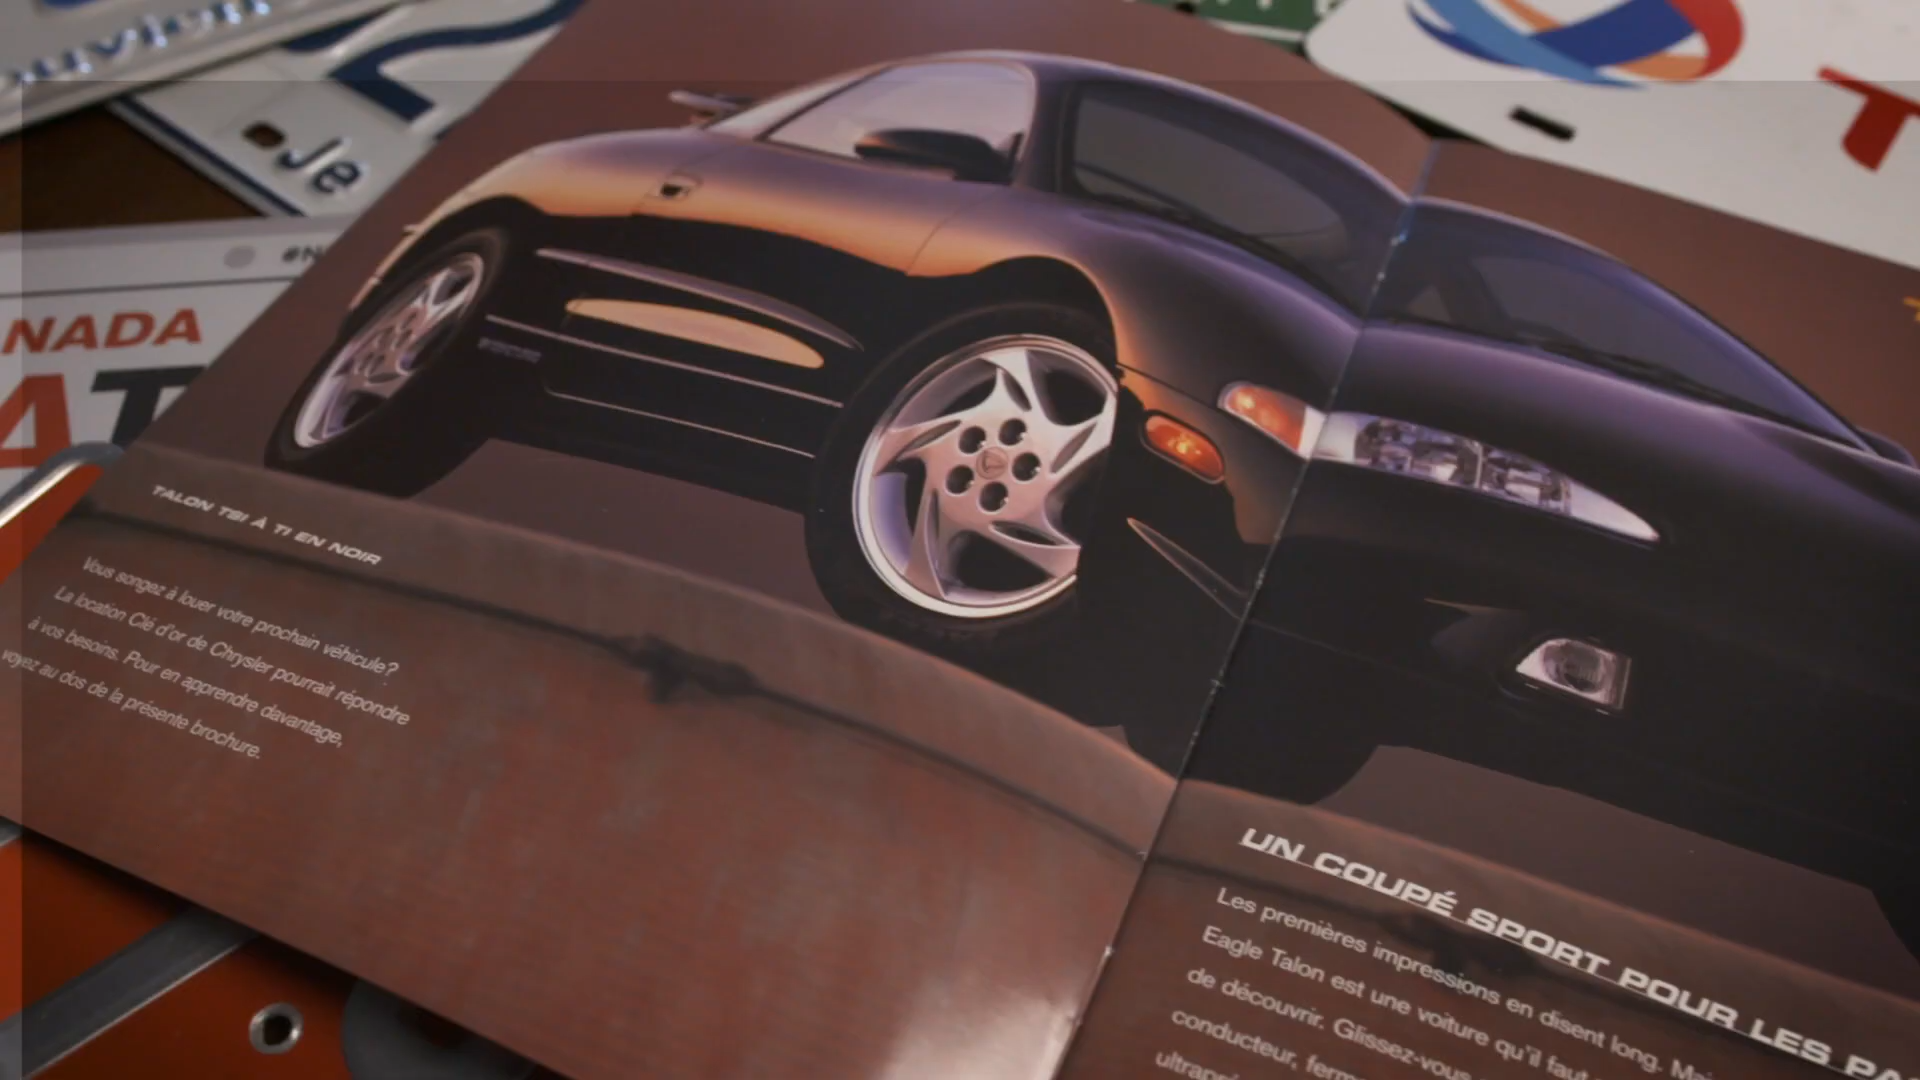 Je
NADA
TALON TSI À TI EN NOIR
Vous songez à louer votre prochain véhicule?
La location Clé d'or de Chrysler pourrait répondre
à vos besoins. Pour en apprendre davantage,
voyez au dos de la présente brochure.
UN COUPÉ SPORT POUR LES
Les premières impressions en disent long.
Eagle Talon est une voiture qu'il faut
de découvrir. Glissez-vous
conducteur,